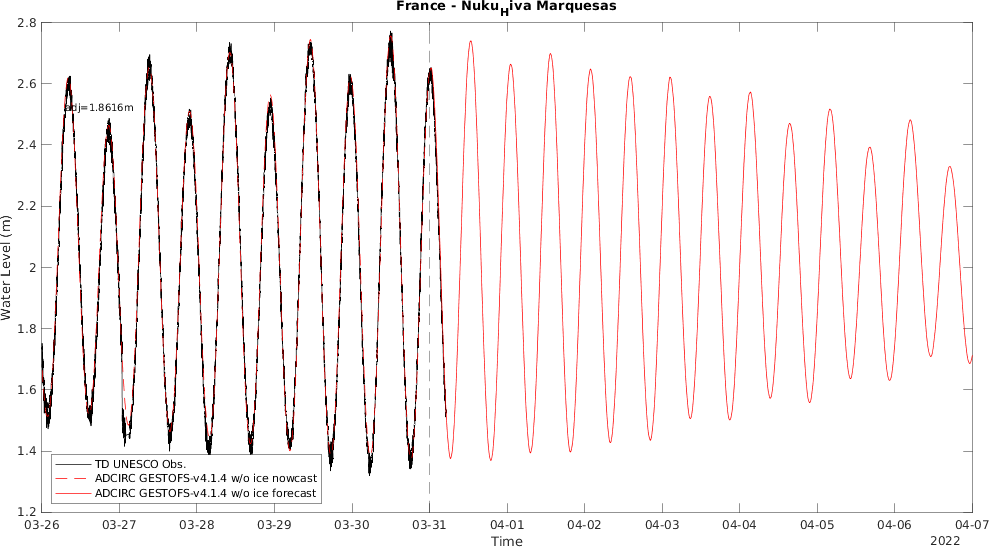 France - Nuku_Hiva Marquesas
2.8
2.6
adj=1.8616m
2.4
2.2
Water Level (m)
2
1.8
1.6
1.4
TD UNESCO Obs.
ADCIRC GESTOFS-v4.1.4 w/o ice nowcast
ADCIRC GESTOFS-v4.1.4 w/o ice forecast
1.2
03-26 03-27 03-28 03-29 03-30 03-31 04-01 04-02 04-03 04-04 04-05 04-06 04-07
Time
2022